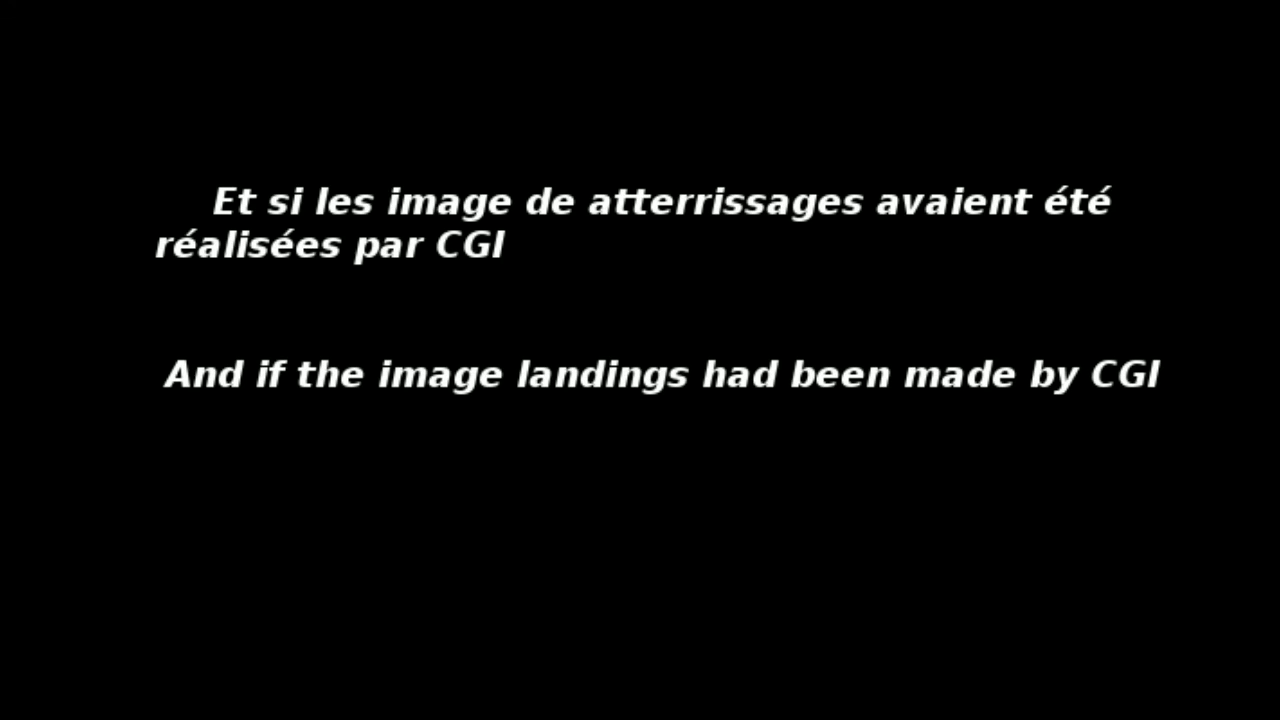 Et si les image de atterrissages avaient été
réalisées par CGI
And if the image landings had been made by CGI